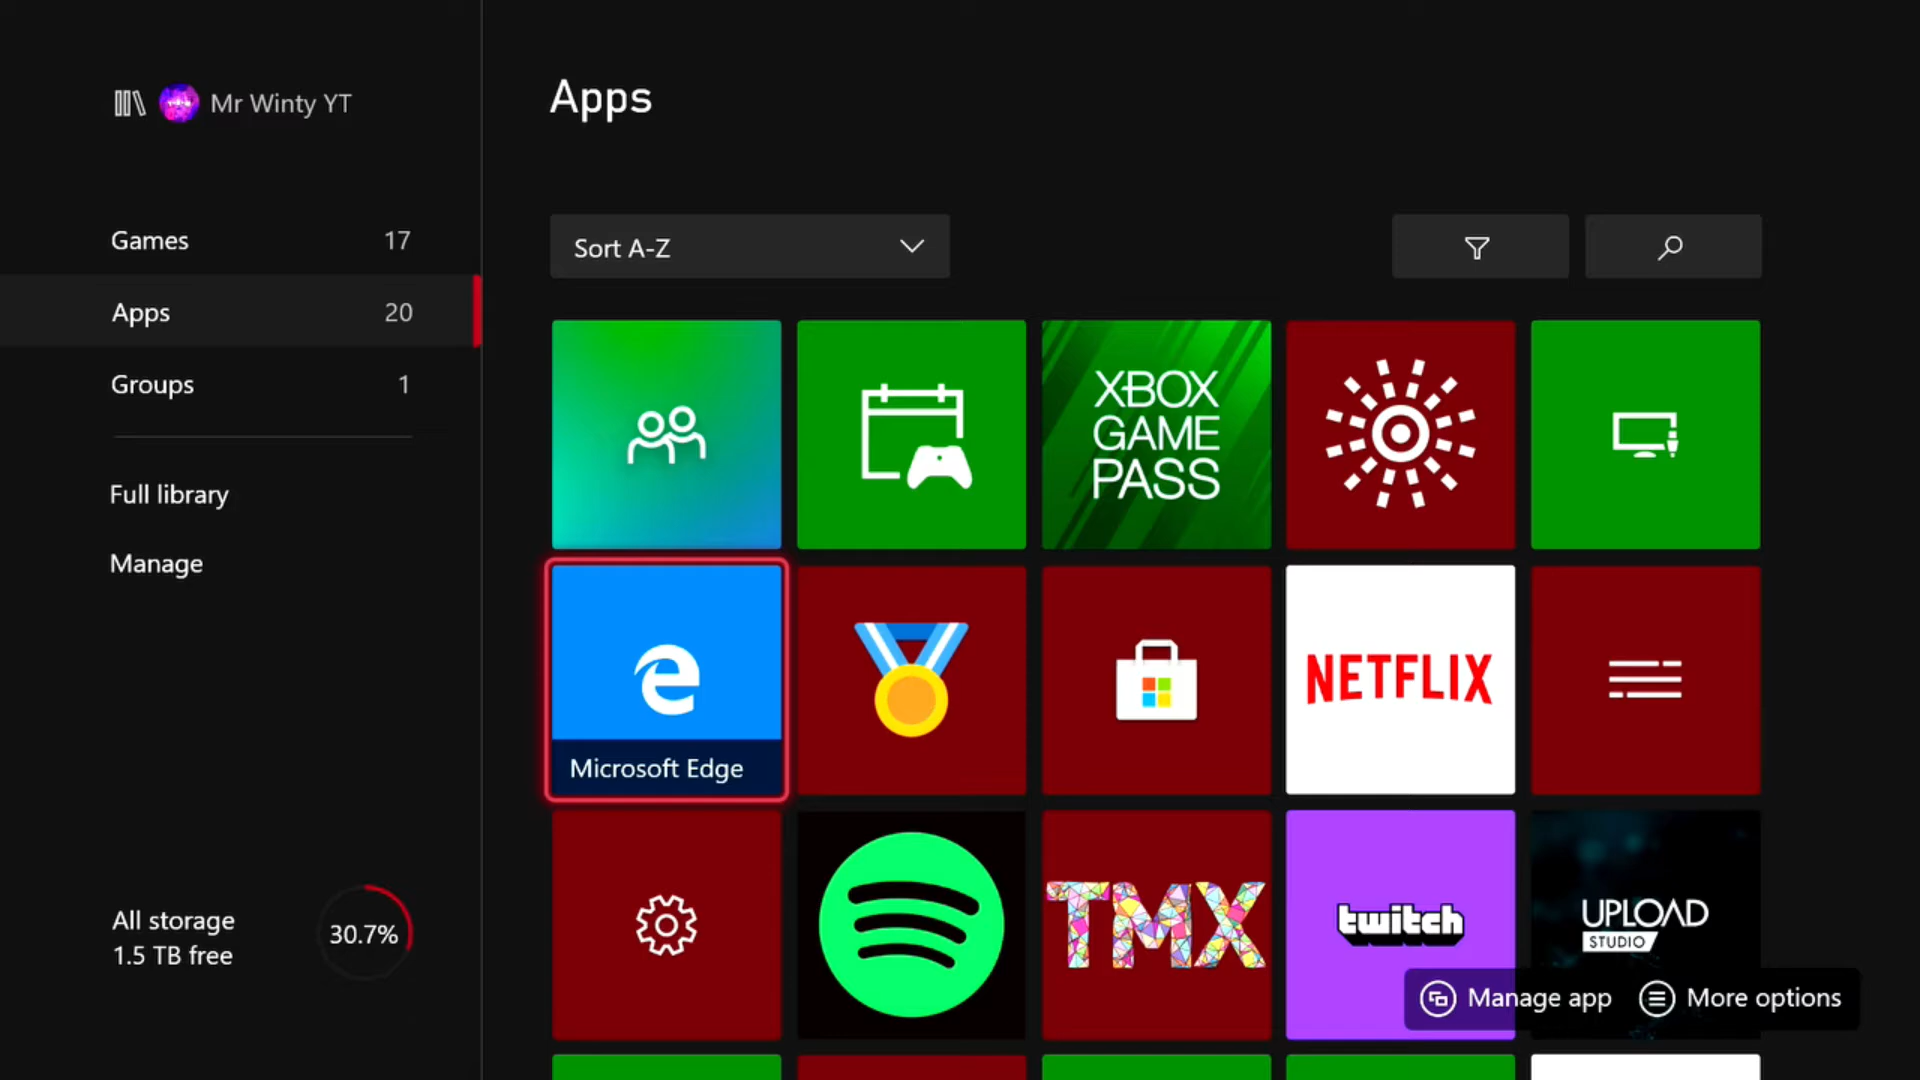 Mr Winty YT
Games 17
Apps 20
Groups 1
Full library
Manage
All storage
1.5 TB free
30.7%
Apps
Sort A-Z
XBOX
GAME
PASS
Microsoft Edge
NETFLIX
TMX
twitch
UPLOAD
STUDIO
Manage app
More options